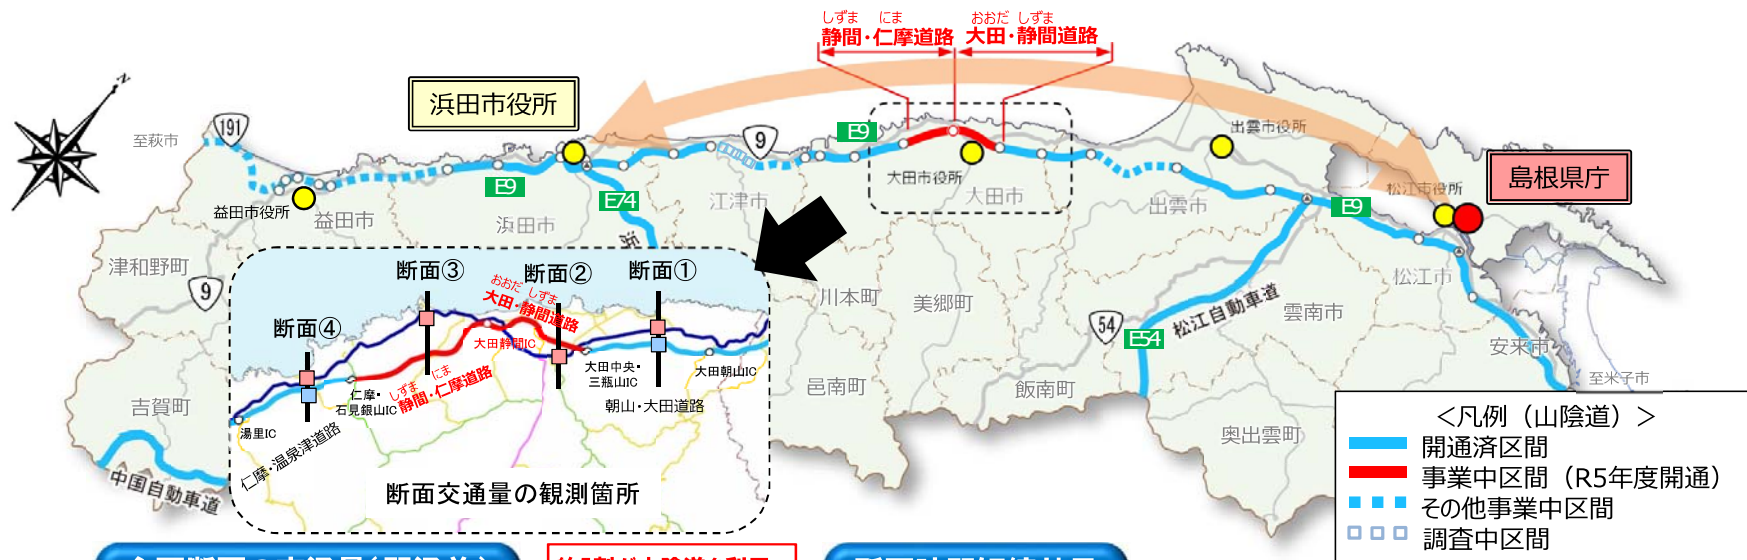 しずま にま
静間・仁摩道路
おおだ しずま
大田・静間道路
N
浜田市役所
191
至萩市
9
E9
出雲市役所
島根県庁
松江市役所
大田市役所
大田市
E9
E74
江津市
出雲市
E9
益田市役所
益田市
浜田市
浜
津和野町
9
松江市
川本町
美郷町
54
松江自動車道
雲南市
E54
安来市
至米子市
邑南町
飯南町
奥出雲町
吉賀町
中国自動車道
断面③
断面②
断面①
おおだ しずま
大田・静間道路
断面④
大田静間IC
大田中央・
三瓶山IC
大田朝山IC
仁摩・
石見銀山IC
しずま にま
静間・仁摩道路
朝山・大田道路
湯里IC
仁摩・温泉津道路
断面交通量の観測箇所
＜凡例（山陰道）＞
開通済区間
事業中区間（R5年度開通）
その他事業中区間
調査中区間